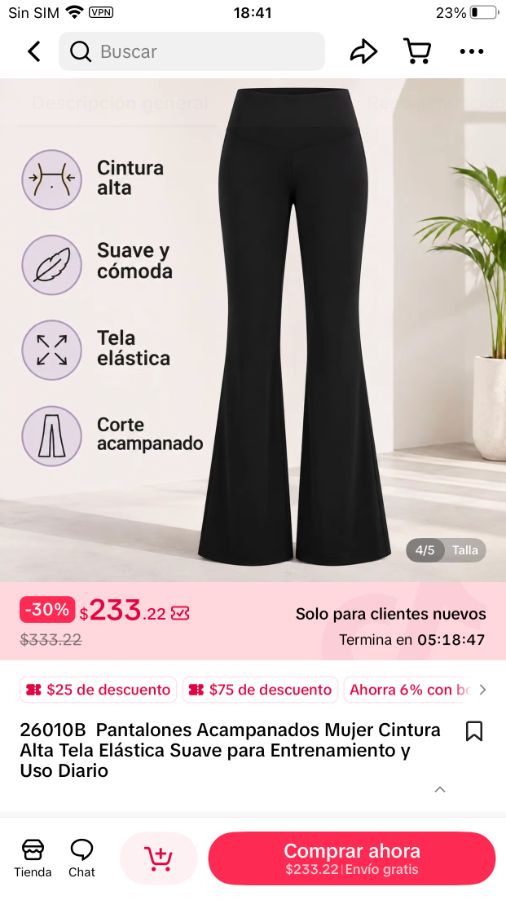 Sin SIM VPN 18:41 23%
Buscar
Descripción general
Cintura
alta
Suave y
cómoda
Tela
elástica
Corte
acampanado
4/5 Talla
-30% $233.22
Solo para clientes nuevos
$333.22
Termina en 05:18:47
$25 de descuento $75 de descuento Ahorra 6% con
26010B Pantalones Acampanados Mujer Cintura
Alta Tela Elástica Suave para Entrenamiento y
Uso Diario
Tienda Chat
Comprar ahora
$233.22 | Envío gratis